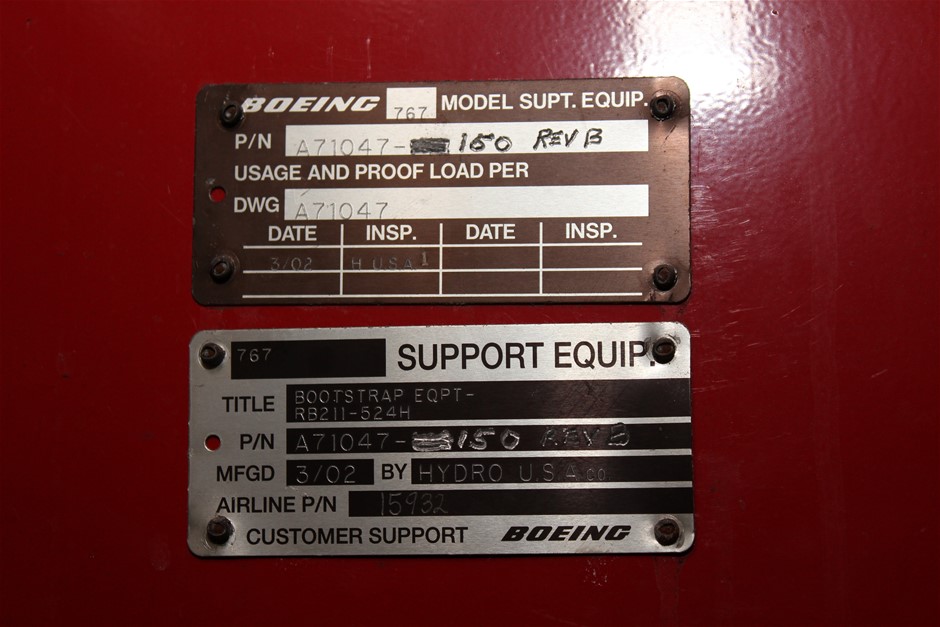 BOEING 767 MODEL SUPT. EQUIP.
P/N A71047-150 REV B
USAGE AND PROOF LOAD PER
DWG A71047
DATE INSP. DATE INSP.
3/02 H U.S.A. 1
767 SUPPORT EQUIP.
TITLE BOOTSTRAP EQPT-
RB211-524H
P/N A71047-150 REV B
MFGD 3/02 BY HYDRO U.S.A CO
AIRLINE P/N 15932
CUSTOMER SUPPORT BOEING